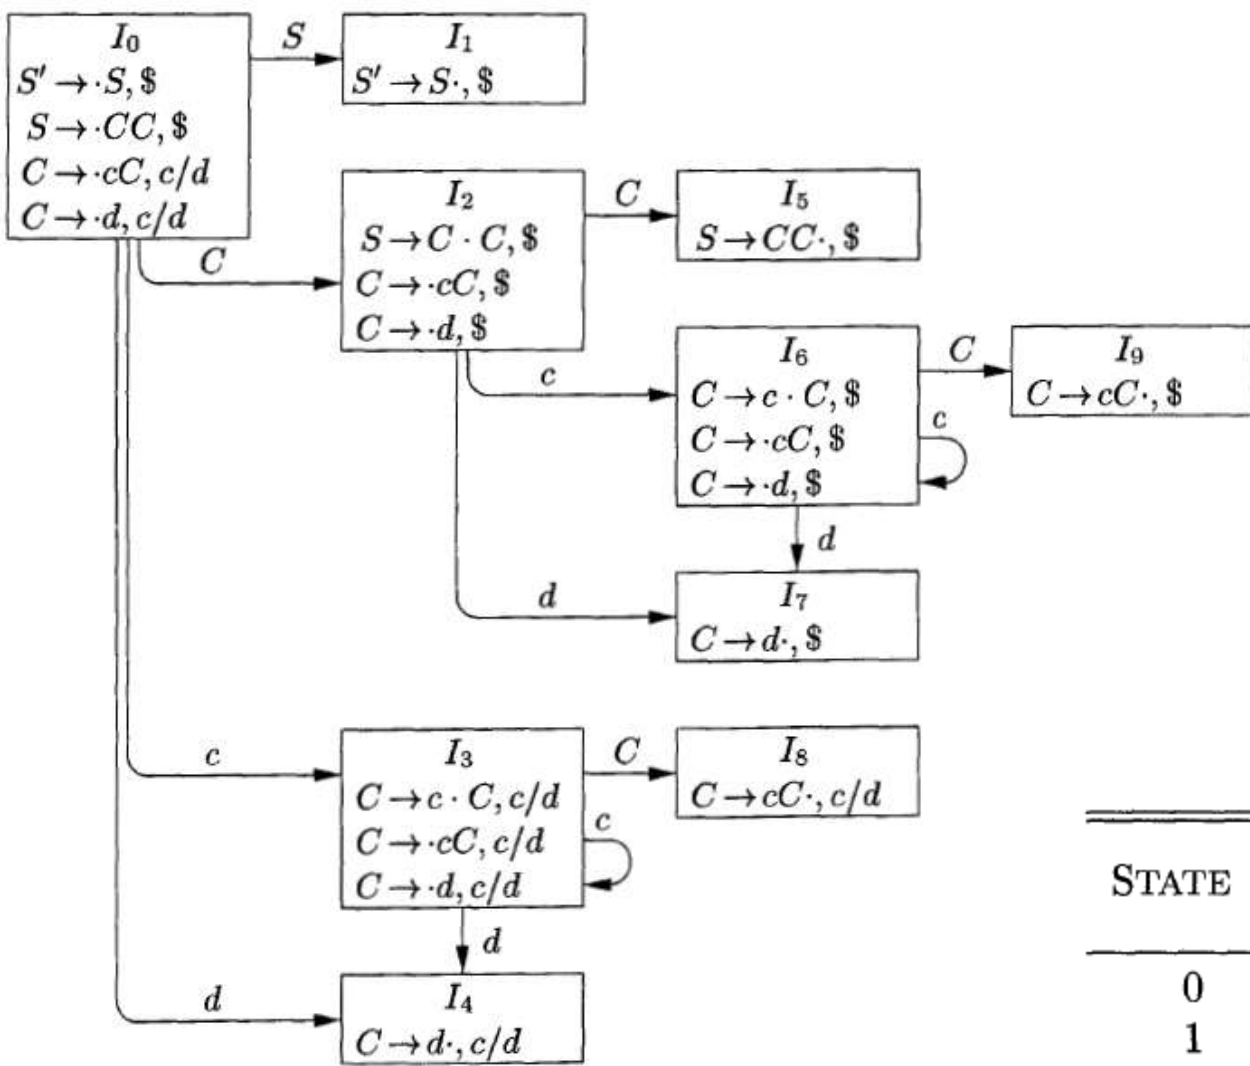 I₀
S′ → ·S, $
S → ·CC, $
C → ·cC, c/d
C → ·d, c/d
S
I₁
S′ → S·, $
C
I₂
S → C · C, $
C → ·cC, $
C → ·d, $
C
I₅
S → CC·, $
c
I₆
C → c · C, $
C → ·cC, $
C → ·d, $
C
I₉
C → cC·, $
c
d
d
I₇
C → d·, $
c
I₃
C → c · C, c/d
C → ·cC, c/d
C → ·d, c/d
C
I₈
C → cC·, c/d
c
d
d
I₄
C → d·, c/d
STATE
0
1